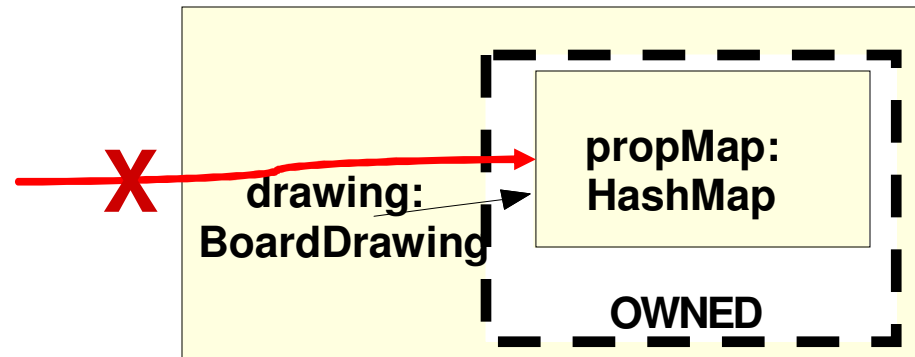 X
drawing:
BoardDrawing
propMap:
HashMap
OWNED